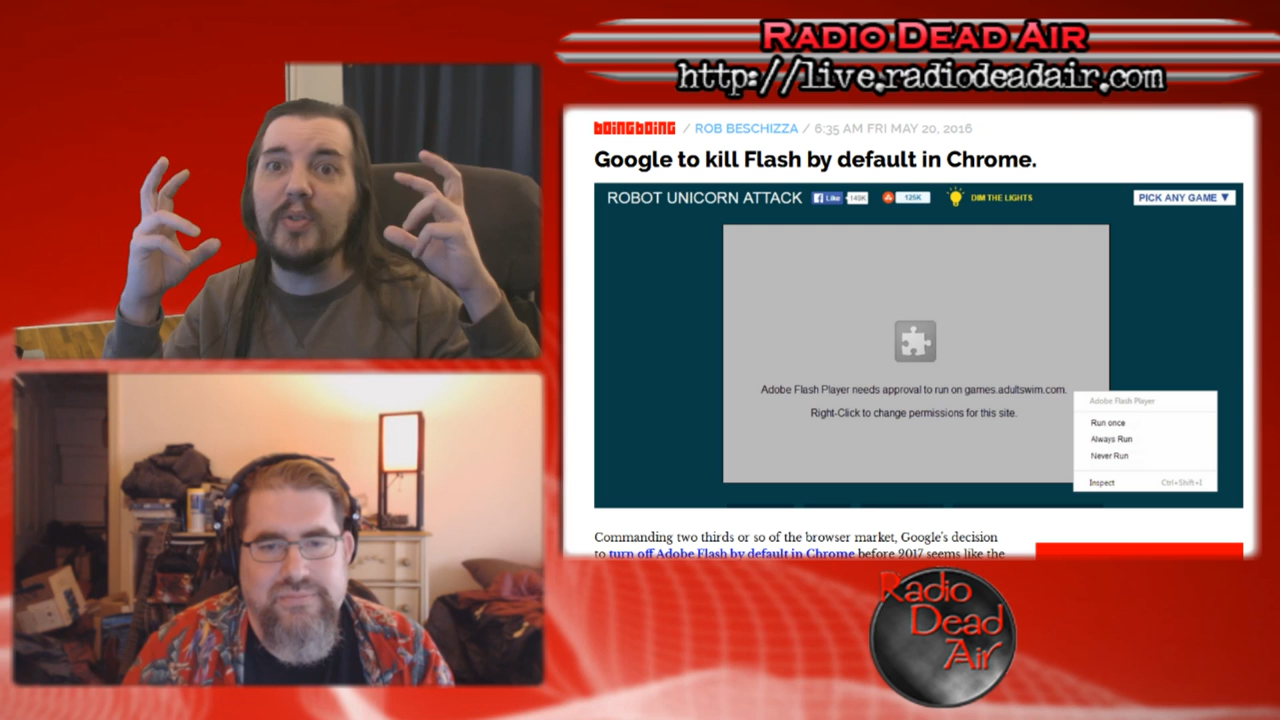 RADIO DEAD AIR
http://live.radiodeadair.com
boingboing / ROB BESCHIZZA / 6:35 AM FRI MAY 20, 2016
Google to kill Flash by default in Chrome.
ROBOT UNICORN ATTACK Like 149K 125K DIM THE LIGHTS PICK ANY GAME ▼
Adobe Flash Player needs approval to run on games.adultswim.com.
Right-Click to change permissions for this site.
Adobe Flash Player
Run once
Always Run
Never Run
Inspect Ctrl+Shift+I
Commanding two thirds or so of the browser market, Google's decision
to turn off Adobe Flash by default in Chrome before 2017 seems like the
Radio
Dead
Air